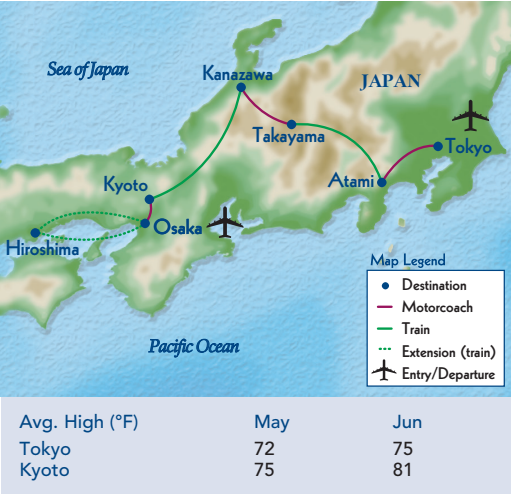 Sea of Japan
Kanazawa
JAPAN
Takayama
Tokyo
Kyoto
Atami
Osaka
Hiroshima
Map Legend
Destination
Motorcoach
Train
Extension (train)
Entry/Departure
Pacific Ocean
Avg. High (°F) May Jun
Tokyo 72 75
Kyoto 75 81